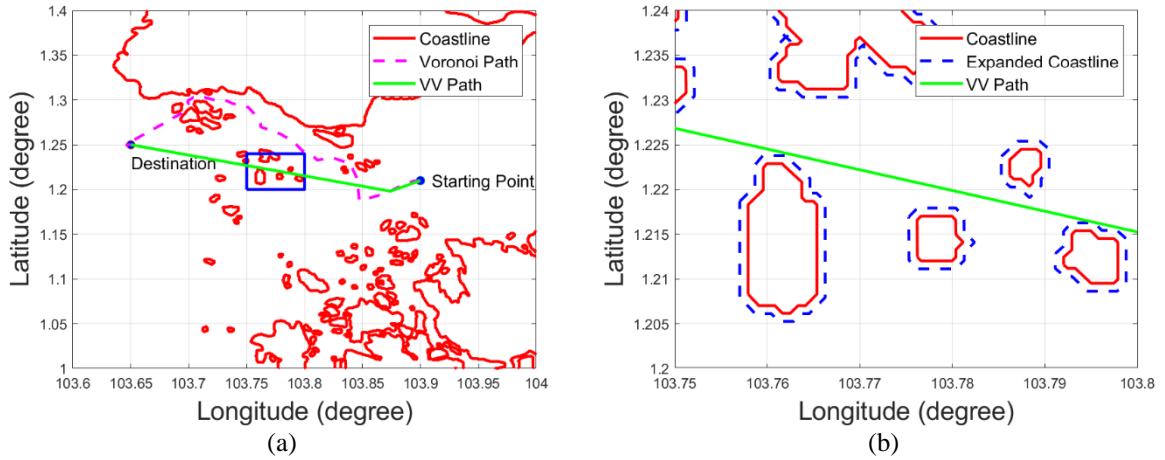 1.4
1.35
1.3
1.25
1.2
1.15
1.1
1.05
1
103.6
103.65
103.7
103.75
103.8
103.85
103.9
103.95
104
Latitude (degree)
Longitude (degree)
Coastline
Voronoi Path
VV Path
Destination
Starting Point
(a)
1.24
1.235
1.23
1.225
1.22
1.215
1.21
1.205
1.2
103.75
103.76
103.77
103.78
103.79
103.8
Latitude (degree)
Longitude (degree)
Coastline
Expanded Coastline
VV Path
(b)